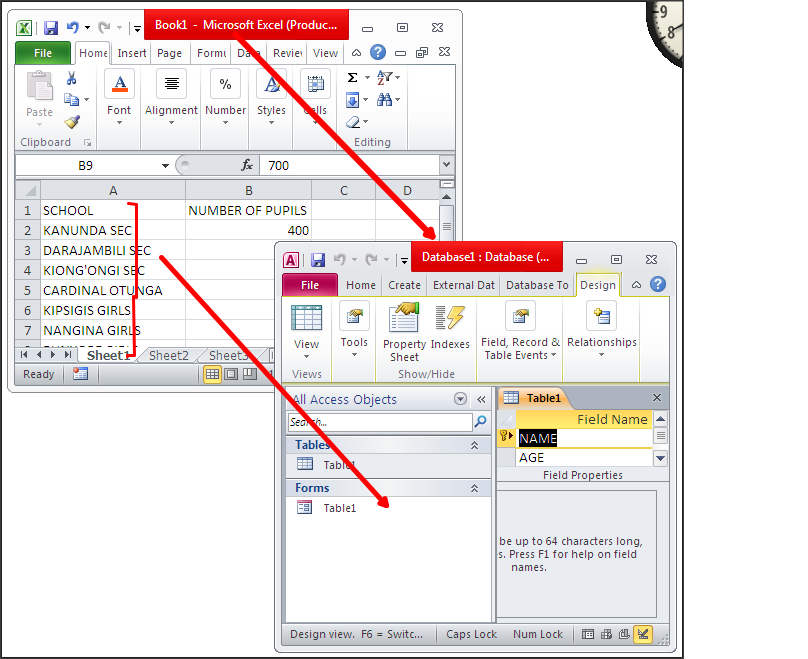 9
8
Book1 - Microsoft Excel (Produc...
File Home Insert Page Form Da Revie View
Paste
Font Alignment Number Styles Cells
Clipboard Editing
B9 fx 700
A B C D
1 SCHOOL NUMBER OF PUPILS
2 KANUNDA SEC 400
3 DARAJAMBILI SEC
4 KIONG'ONGI SEC
5 CARDINAL OTUNGA
6 KIPSIGIS GIRLS
7 NANGINA GIRLS
Sheet1 Sheet2 Sheet3
Ready
Database1 : Database (...
File Home Create External Dat Database To Design
View Tools Property Sheet Indexes Field, Record & Table Events Relationships
Views Show/Hide
All Access Objects
Search...
Tables
Table1
Forms
Table1
Table1
Field Name
NAME
AGE
Field Properties
be up to 64 characters long,
s. Press F1 for help on field
names.
Design view. F6 = Switc... Caps Lock Num Lock